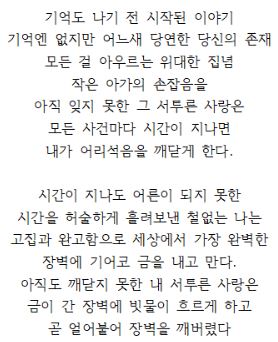 기억도 나기 전 시작된 이야기
기억엔 없지만 어느새 당연한 당신의 존재
모든 걸 아우르는 위대한 집념
작은 아가의 손잡음을
아직 잊지 못한 그 서투른 사랑은
모든 사건마다 시간이 지나면
내가 어리석음을 깨닫게 한다.
시간이 지나도 어른이 되지 못한
시간을 허술하게 흘려보낸 철없는 나는
고집과 완고함으로 세상에서 가장 완벽한
장벽에 기어코 금을 내고 만다.
아직도 깨닫지 못한 내 서투른 사랑은
금이 간 장벽에 빗물이 흐르게 하고
곧 얼어붙어 장벽을 깨버렸다